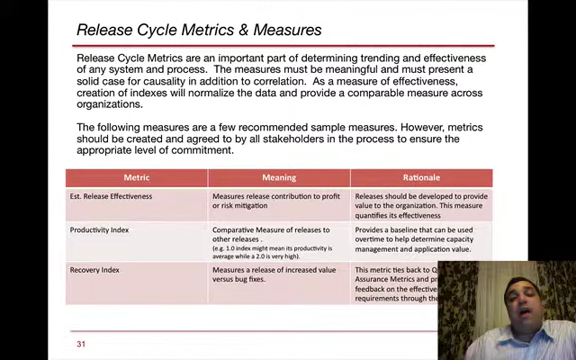 Release Cycle Metrics & Measures
Release Cycle Metrics are an important part of determining trending and effectiveness
of any system and process. The measures must be meaningful and must present a
solid case for causality in addition to correlation. As a measure of effectiveness,
creation of indexes will normalize the data and provide a comparable measure across
organizations.
The following measures are a few recommended sample measures. However, metrics
should be created and agreed to by all stakeholders in the process to ensure the
appropriate level of commitment.
Metric Meaning Rationale
Est. Release Effectiveness
Measures release contribution to profit
or risk mitigation
Releases should be developed to provide
value to the organization. This measure
quantifies its effectiveness
Productivity Index
Comparative Measure of releases to
other releases .
(e.g. 1.0 index might mean its productivity is
average while a 2.0 is very high).
Provides a baseline that can be used
overtime to help determine capacity
management and application value.
Recovery Index
Measures a release of increased value
versus bug fixes.
This metric ties back to
Assurance Metrics and
feedback on the
requirements through the
31